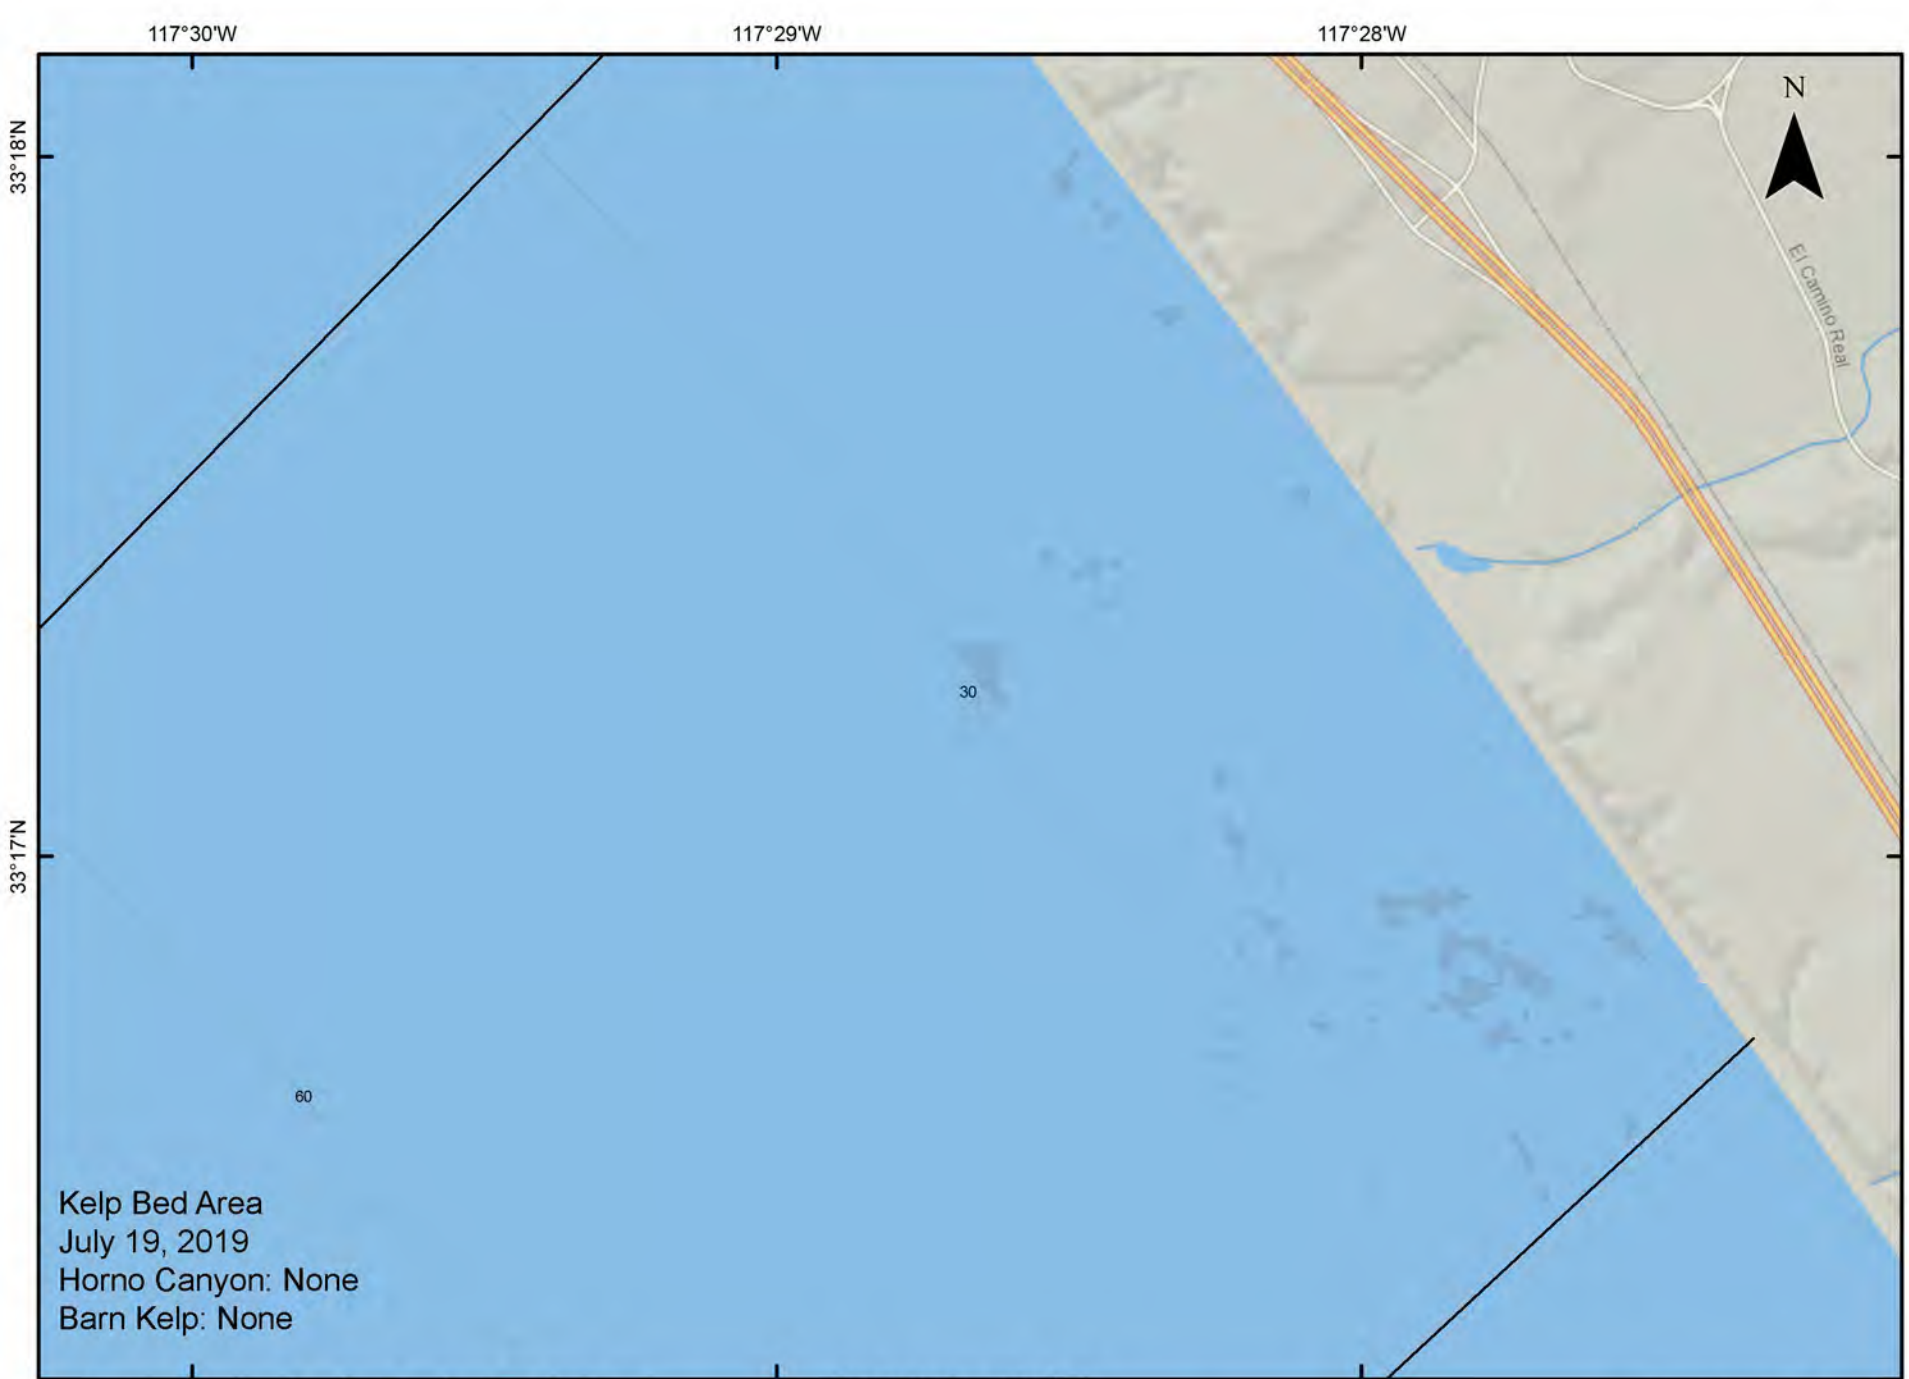 117°30'W
117°29'W
117°28'W
N
33°18'N
El Camino Real
30
33°17'N
60
Kelp Bed Area
July 19, 2019
Horno Canyon: None
Barn Kelp: None